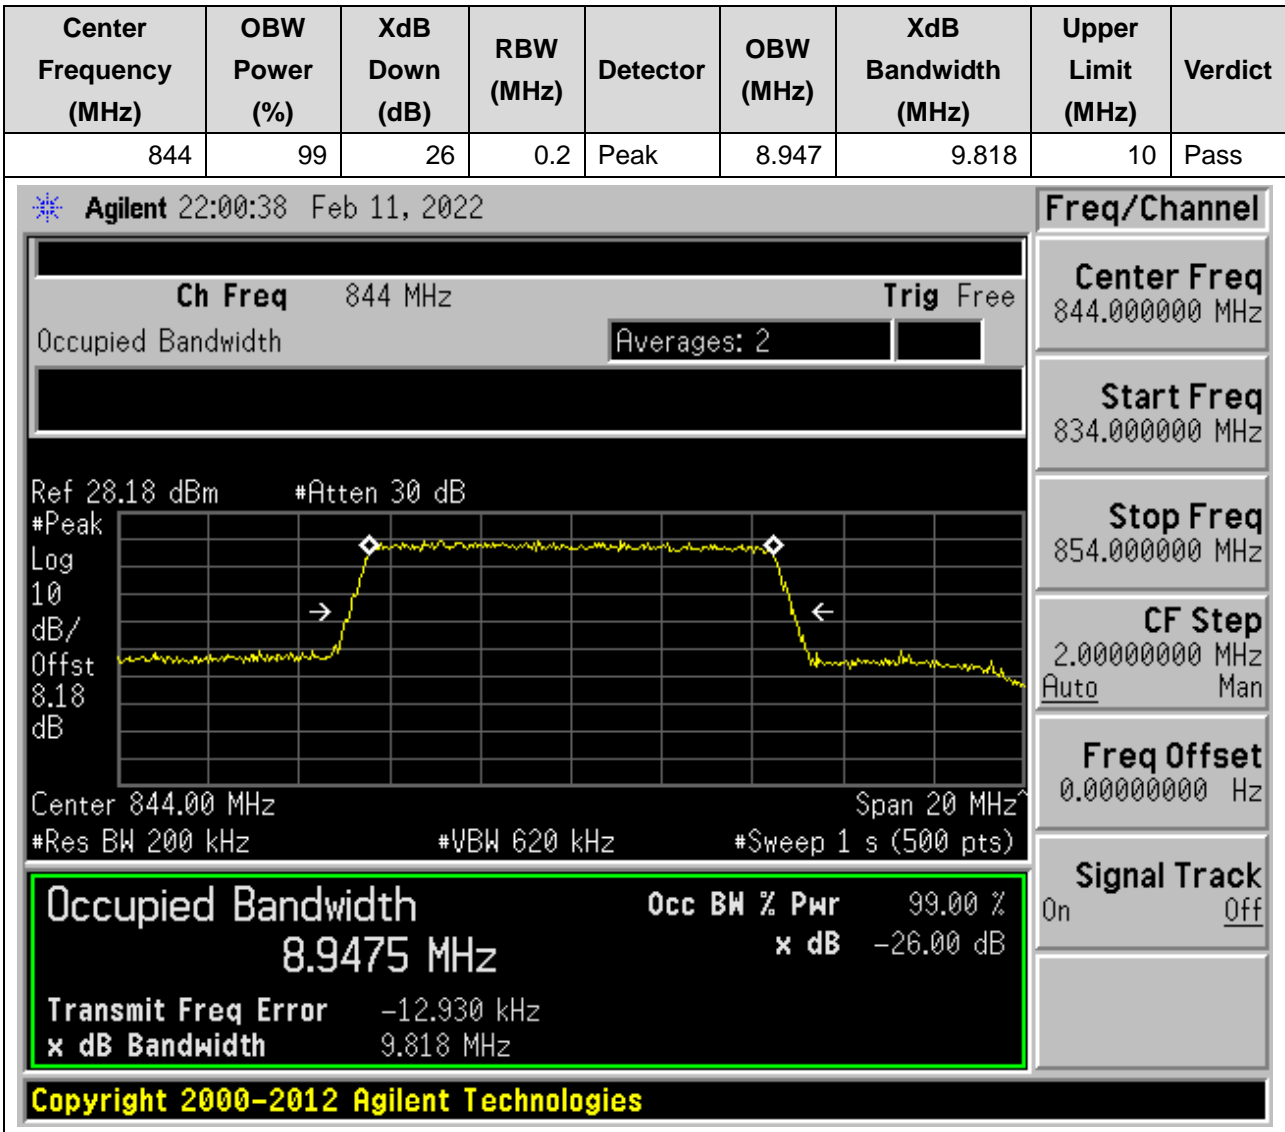 Center Frequency (MHz) OBW Power (%) XdB Down (dB) RBW (MHz) Detector OBW (MHz) XdB Bandwidth (MHz) Upper Limit (MHz) Verdict
844 99 26 0.2 Peak 8.947 9.818 10 Pass
Agilent 22:00:38 Feb 11, 2022
Freq/Channel
Ch Freq 844 MHz Trig Free
Occupied Bandwidth Averages: 2
Center Freq
844.000000 MHz
Start Freq
834.000000 MHz
Stop Freq
854.000000 MHz
CF Step
2.00000000 MHz
Auto Man
Freq Offset
0.00000000 Hz
Signal Track
On Off
Ref 28.18 dBm #Atten 30 dB
#Peak
Log
10
dB/
Offst
8.18
dB
Center 844.00 MHz Span 20 MHz^
#Res BW 200 kHz #VBW 620 kHz #Sweep 1 s (500 pts)
Occupied Bandwidth Occ BW % Pwr 99.00 %
8.9475 MHz x dB -26.00 dB
Transmit Freq Error -12.930 kHz
x dB Bandwidth 9.818 MHz
Copyright 2000-2012 Agilent Technologies